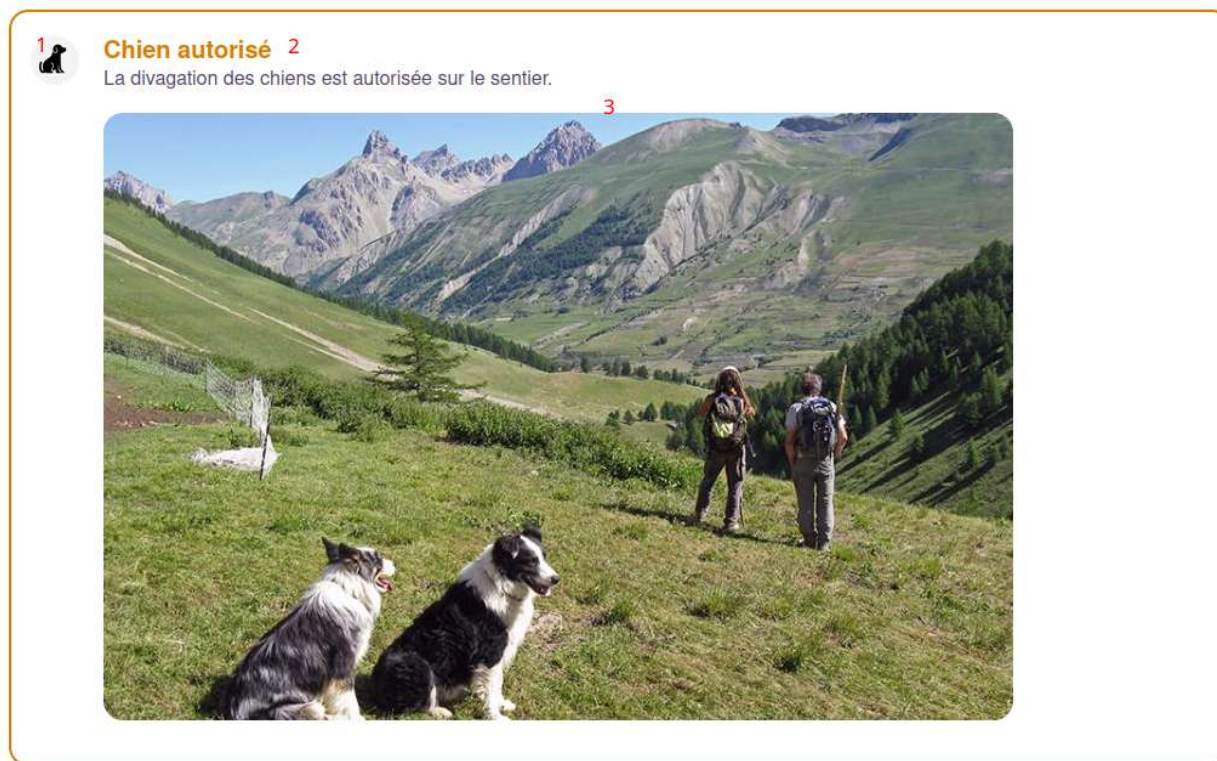 1
Chien autorisé 2
La divagation des chiens est autorisée sur le sentier.
3